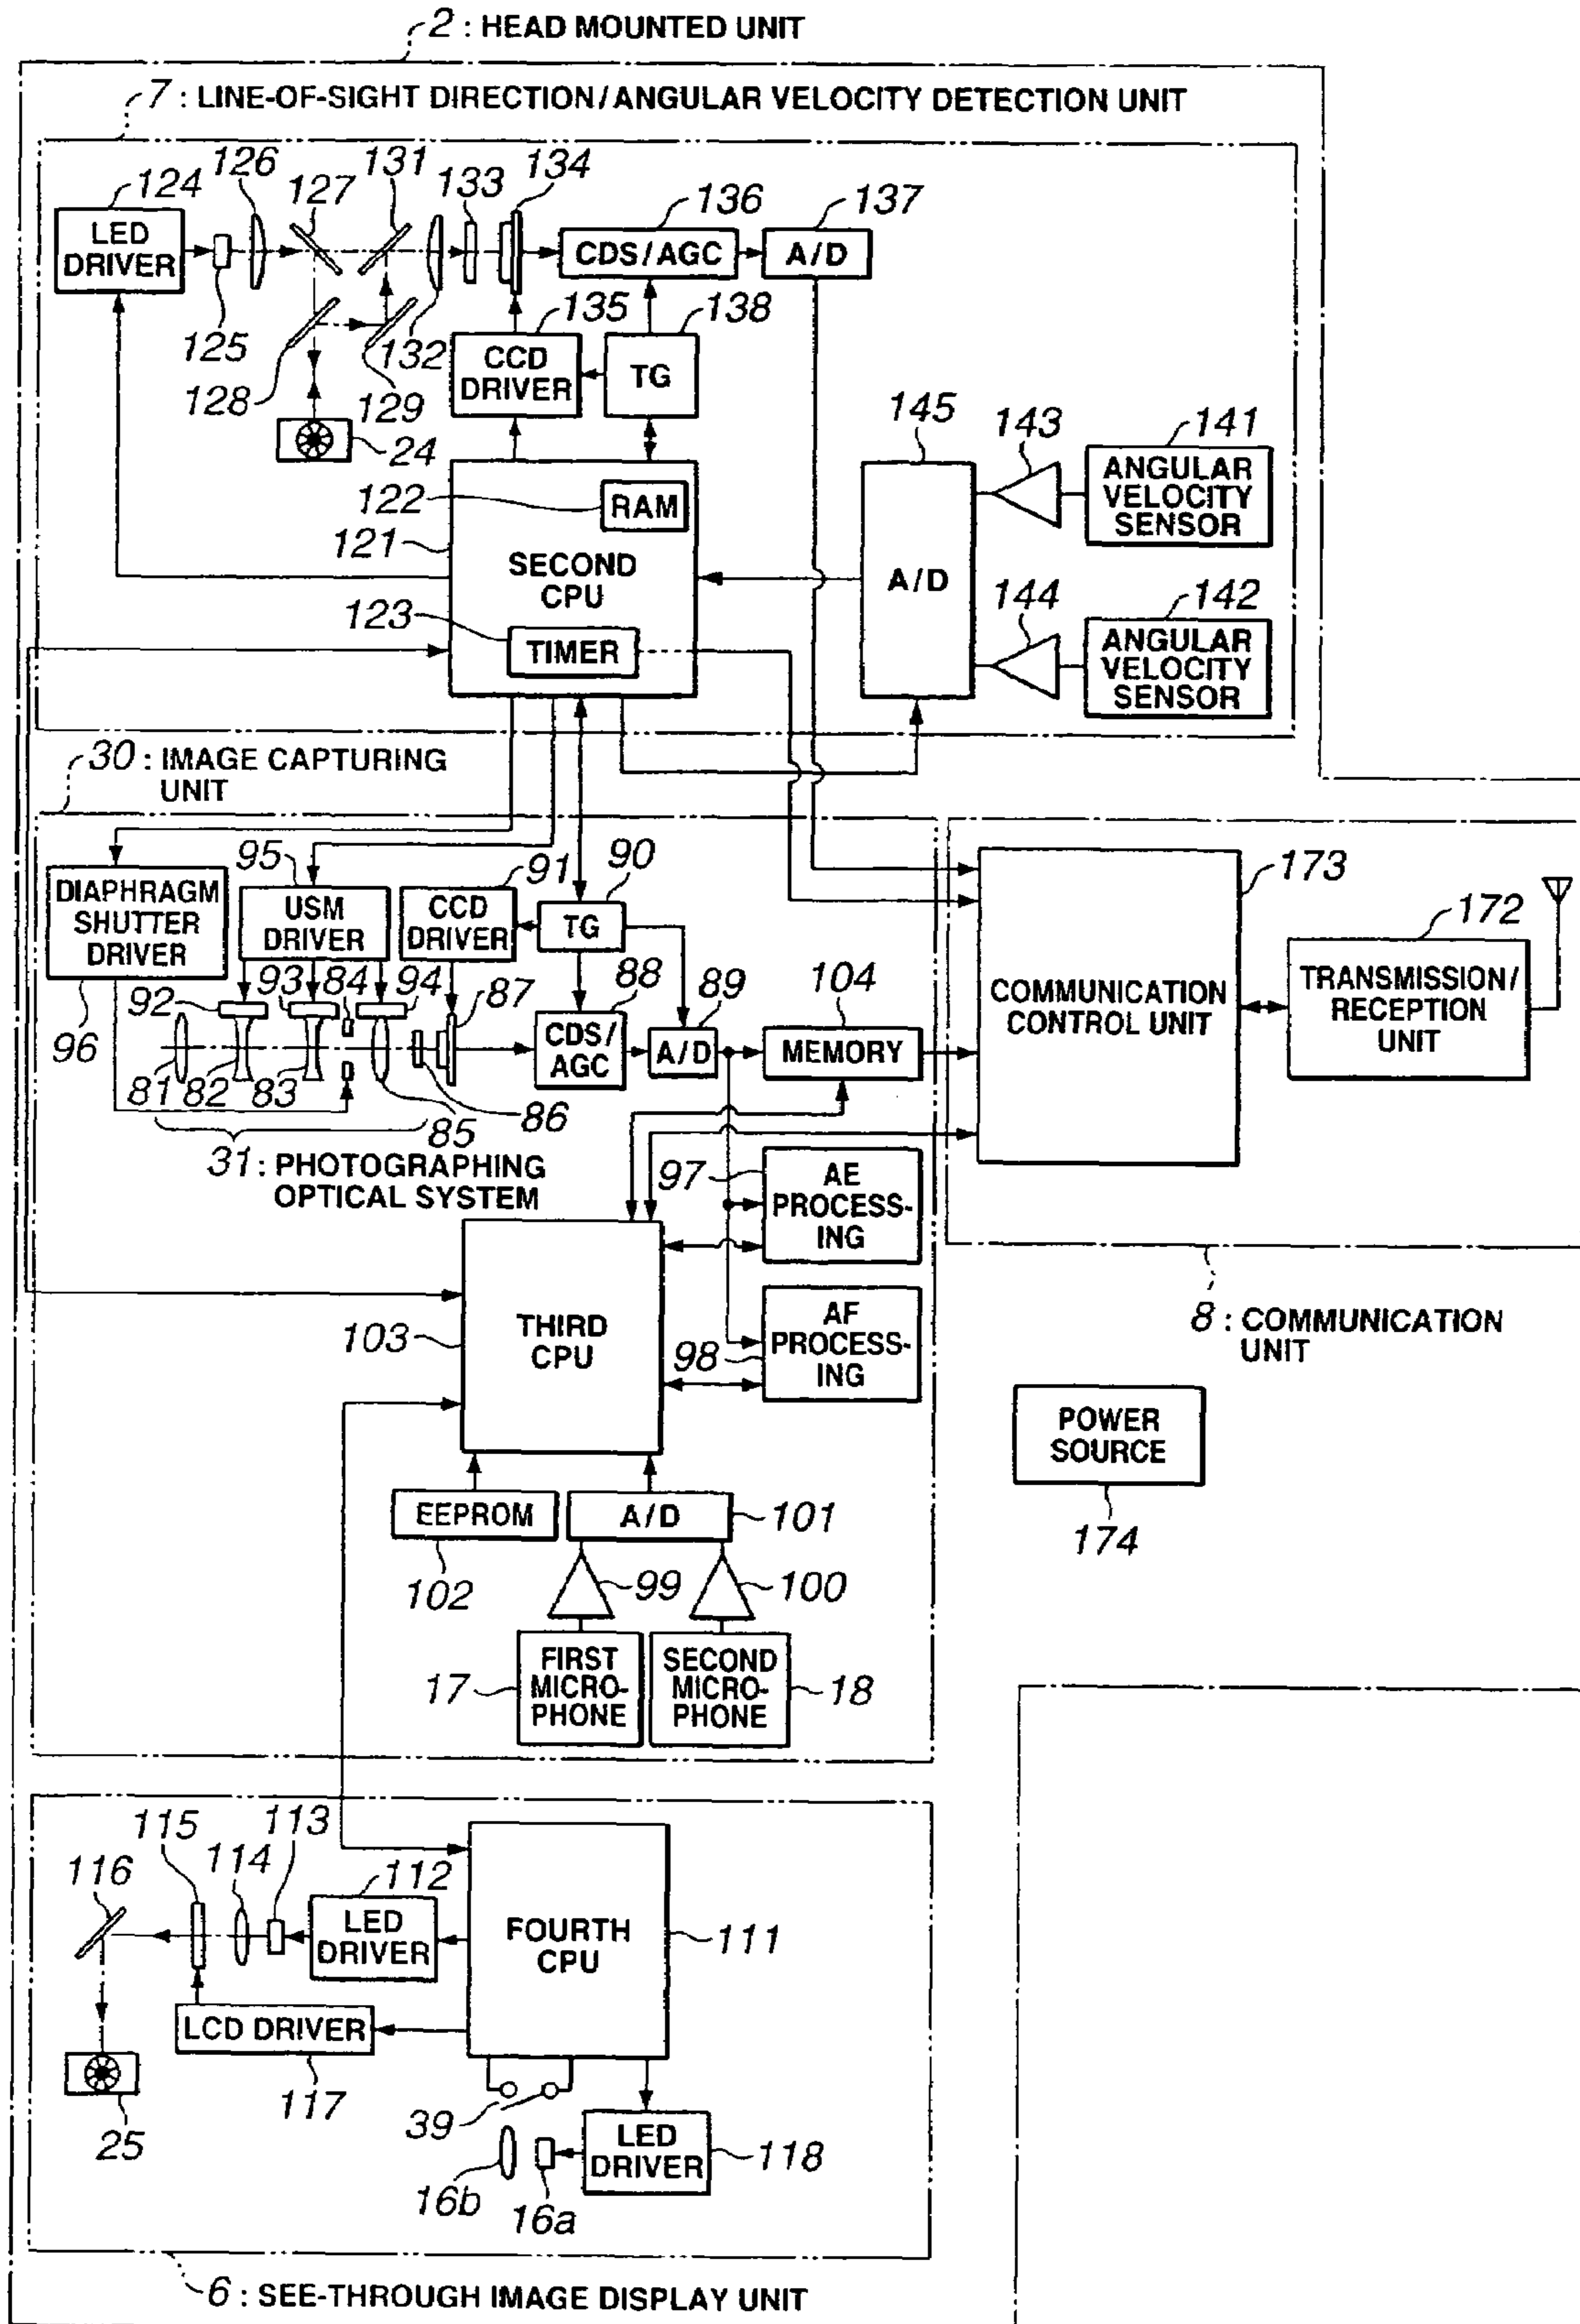 2 : HEAD MOUNTED UNIT
7 : LINE-OF-SIGHT DIRECTION/ANGULAR VELOCITY DETECTION UNIT
124
126
127
131
133
134
136
137
LED
DRIVER
CDS/AGC
A/D
125
128
129
132
135
138
CCD
DRIVER
TG
24
145
143
141
ANGULAR
VELOCITY
SENSOR
122
RAM
121
SECOND
CPU
A/D
144
142
ANGULAR
VELOCITY
SENSOR
123
TIMER
30 : IMAGE CAPTURING
UNIT
95
91
90
DIAPHRAGM
SHUTTER
DRIVER
USM
DRIVER
CCD
DRIVER
TG
173
172
92
93
84
94
87
88
89
104
96
CDS/
AGC
A/D
MEMORY
COMMUNICATION
CONTROL UNIT
TRANSMISSION/
RECEPTION
UNIT
81
82
83
85
86
31 : PHOTOGRAPHING
OPTICAL SYSTEM
97
AE
PROCESS-
ING
103
THIRD
CPU
98
AF
PROCESS-
ING
8 : COMMUNICATION
UNIT
POWER
SOURCE
174
EEPROM
A/D
101
102
99
100
17
FIRST
MICRO-
PHONE
SECOND
MICRO-
PHONE
18
115
113
116
114
112
LED
DRIVER
FOURTH
CPU
111
LCD DRIVER
117
25
39
LED
DRIVER
118
16b
16a
6 : SEE-THROUGH IMAGE DISPLAY UNIT